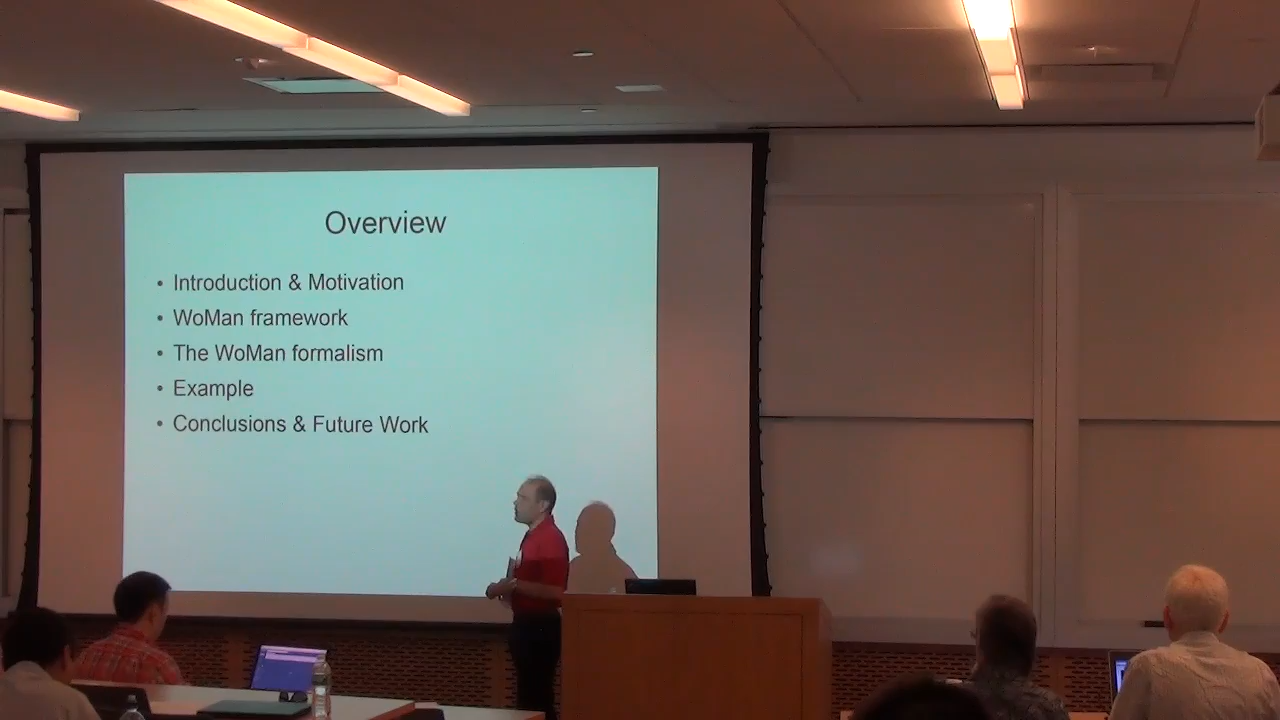 Overview
• Introduction & Motivation
• WoMan framework
• The WoMan formalism
• Example
• Conclusions & Future Work